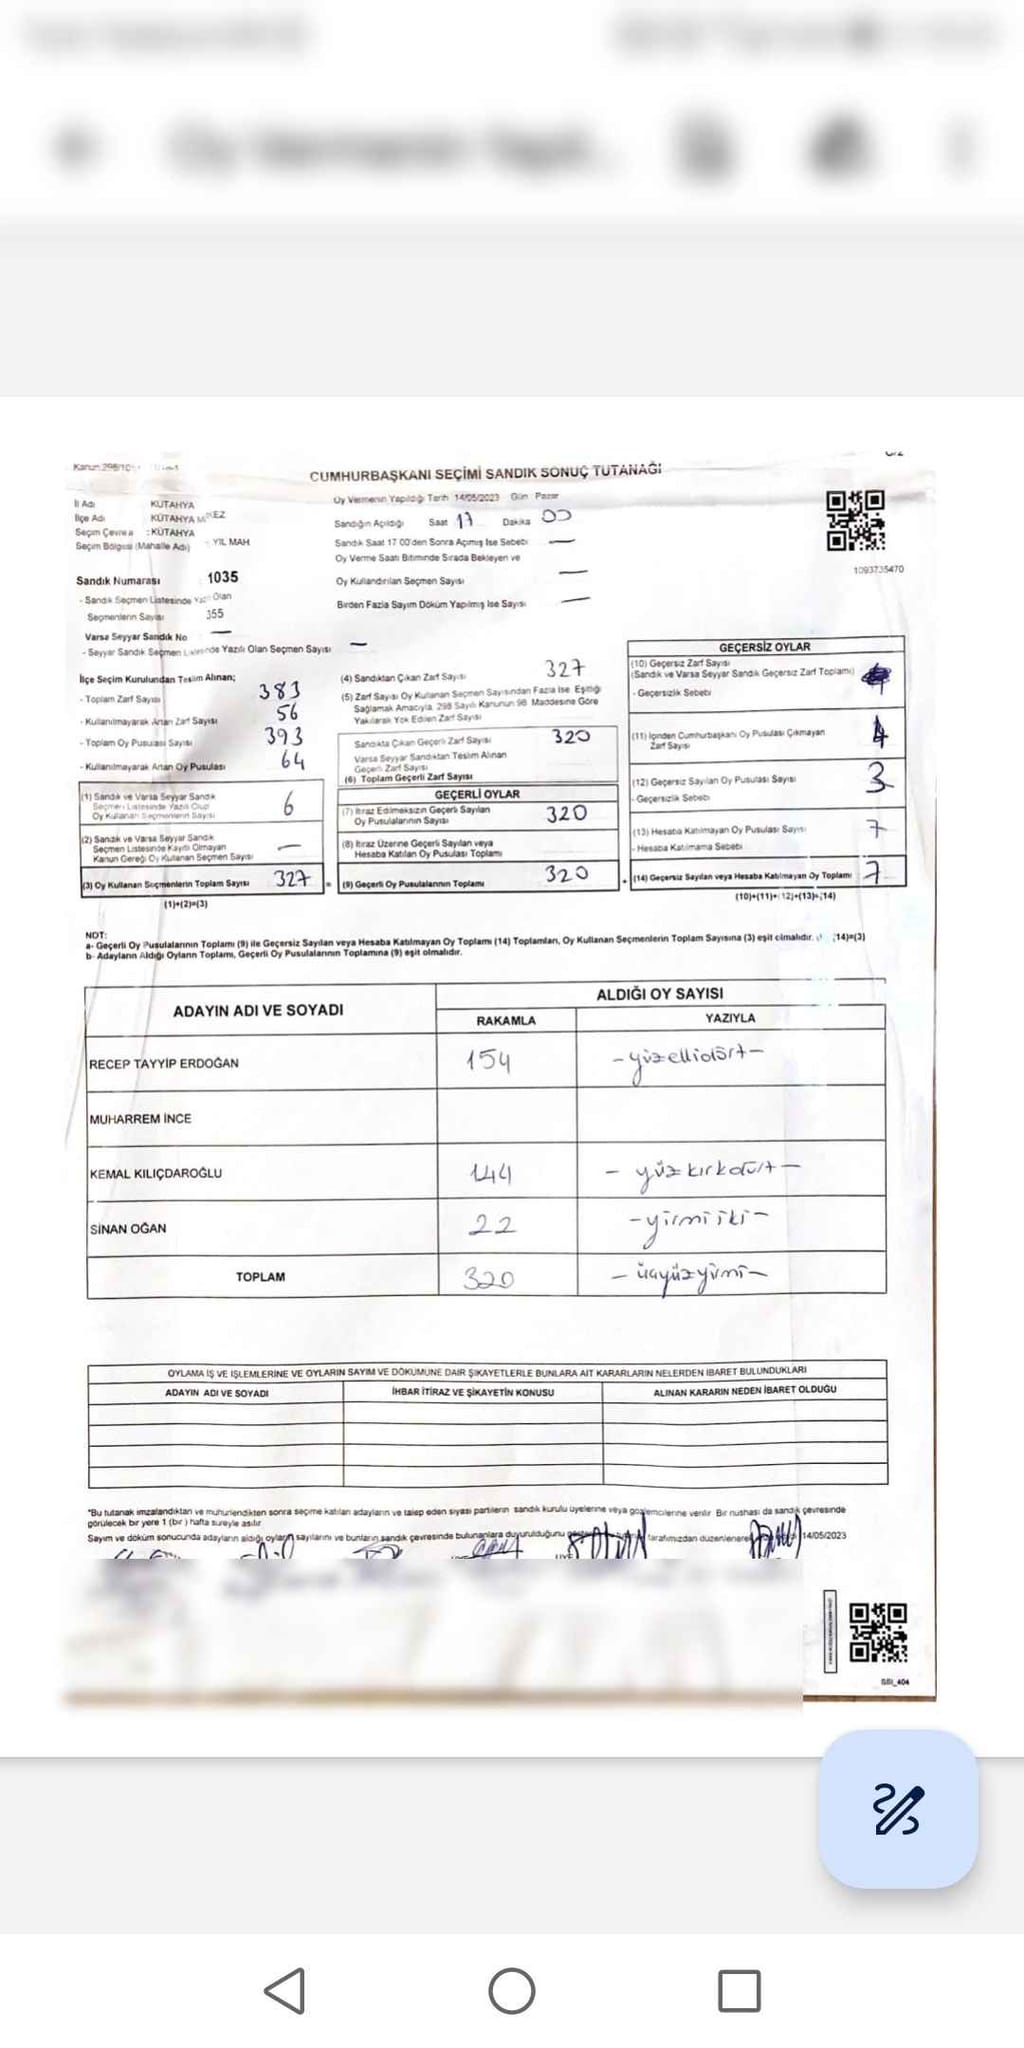 CUMHURBAŞKANI SEÇİMİ SANDIK SONUÇ TUTANAĞI
İl Adı KÜTAHYA
İlçe Adı KÜTAHYA
Seçim Çevresi : KÜTAHYA
Seçim Bölgesi (Mahalle Adı) YIL MAH
Oy Vermenin Yapıldığı Tarih 14/05/2023 Gün Pazar
Sandığın Açıldığı Saat 17 Dakika 00
Sandık Saat 17 00'den Sonra Açımış İse Sebebi —
Oy Verme Saati Bitiminde Sırada Bekleyen ve
Oy Kullandırılan Seçmen Sayısı —
Birden Fazla Sayım Döküm Yapılmış İse Sayısı —
1093735470
Sandık Numarası 1035
- Sandık Seçmen Listesinde Olan
Seçmenlerin Sayısı 355
Varsa Seyyar Sandık No —
- Seyyar Sandık Seçmen Listesinde Yazılı Olan Seçmen Sayısı —
İlçe Seçim Kurulundan Teslim Alınan;
- Toplam Zarf Sayısı 383
- Kullanılmayarak Artan Zarf Sayısı 56
- Toplam Oy Pusulası Sayısı 393
- Kullanılmayarak Artan Oy Pusulası 64
(1) Sandık ve Varsa Seyyar Sandık
Seçmen Listesinde Yazılı Olup
Oy Kullanan Seçmenlerin Sayısı 6
(2) Sandık ve Varsa Seyyar Sandık
Seçmen Listesinde Kayıtlı Olmayan
Kanun Gereği Oy Kullanan Seçmen Sayısı —
(3) Oy Kullanan Seçmenlerin Toplam Sayısı 327
(1)+(2)=(3)
(4) Sandıktan Çıkan Zarf Sayısı 327
(5) Zarf Sayısı Oy Kullanan Seçmen Sayısından Fazla İse Eşitliği
Sağlamak Amacıyla, 298 Sayılı Kanunun 98. Maddesine Göre
Yakılarak Yok Edilen Zarf Sayısı
Sandıkta Çıkan Geçerli Zarf Sayısı 320
Varsa Seyyar Sandıktan Teslim Alınan
Geçerli Zarf Sayısı
(6) Toplam Geçerli Zarf Sayısı
GEÇERLİ OYLAR
(7) İtiraz Edilmeksizin Geçerli Sayılan
Oy Pusulalarının Sayısı 320
(8) İtiraz Üzerine Geçerli Sayılan veya
Hesaba Katılan Oy Pusulası Toplamı
(9) Geçerli Oy Pusulalarının Toplamı 320
GEÇERSİZ OYLAR
(10) Geçersiz Zarf Sayısı
(Sandık ve Varsa Seyyar Sandık Geçersiz Zarf Toplamı)
- Geçersizlik Sebebi
(11) İçinden Cumhurbaşkanı Oy Pusulası Çıkmayan
Zarf Sayısı 4
(12) Geçersiz Sayılan Oy Pusulası Sayısı 3
- Geçersizlik Sebebi
(13) Hesaba Katılmayan Oy Pusulası Sayısı 7
- Hesaba Katılmama Sebebi
(14) Geçersiz Sayılan veya Hesaba Katılmayan Oy Toplamı 7
(10)+(11)+(12)+(13)=(14)
NOT:
a- Geçerli Oy Pusulalarının Toplamı (9) ile Geçersiz Sayılan veya Hesaba Katılmayan Oy Toplamı (14) Toplamları, Oy Kullanan Seçmenlerin Toplam Sayısına (3) eşit olmalıdır. (14)=(3)
b- Adayların Aldığı Oyların Toplamı, Geçerli Oy Pusulalarının Toplamına (9) eşit olmalıdır.
ADAYIN ADI VE SOYADI ALDIĞI OY SAYISI
RAKAMLA YAZIYLA
RECEP TAYYİP ERDOĞAN 154 -yüzellidört-
MUHARREM İNCE
KEMAL KILIÇDAROĞLU 144 - yüzkırkdört -
SİNAN OĞAN 22 -yirmiiki-
TOPLAM 320 - üçyüzyirmi-
OYLAMA İŞ VE İŞLEMLERİNE VE OYLARIN SAYIM VE DÖKÜMÜNE DAİR ŞİKAYETLERLE BUNLARA AİT KARARLARIN NELERDEN İBARET BULUNDUKLARI
ADAYIN ADI VE SOYADI İHBAR İTİRAZ VE ŞİKAYETİN KONUSU ALINAN KARARIN NEDEN İBARET OLDUĞU
*Bu tutanak imzalandıktan ve mühürlendikten sonra seçime katılan adayların ve talep eden siyasi partilerin sandık kurulu üyelerine veya gözlemcilerine verilir. Bir nüshası da sandık çevresinde
görülecek bir yere 1 (bir) hafta süreyle asılır.
Sayım ve döküm sonucunda adayların aldığı oyların sayılarını ve bunların sandık çevresinde bulunanlara duyurulduğunu tarafımızdan 14/05/2023